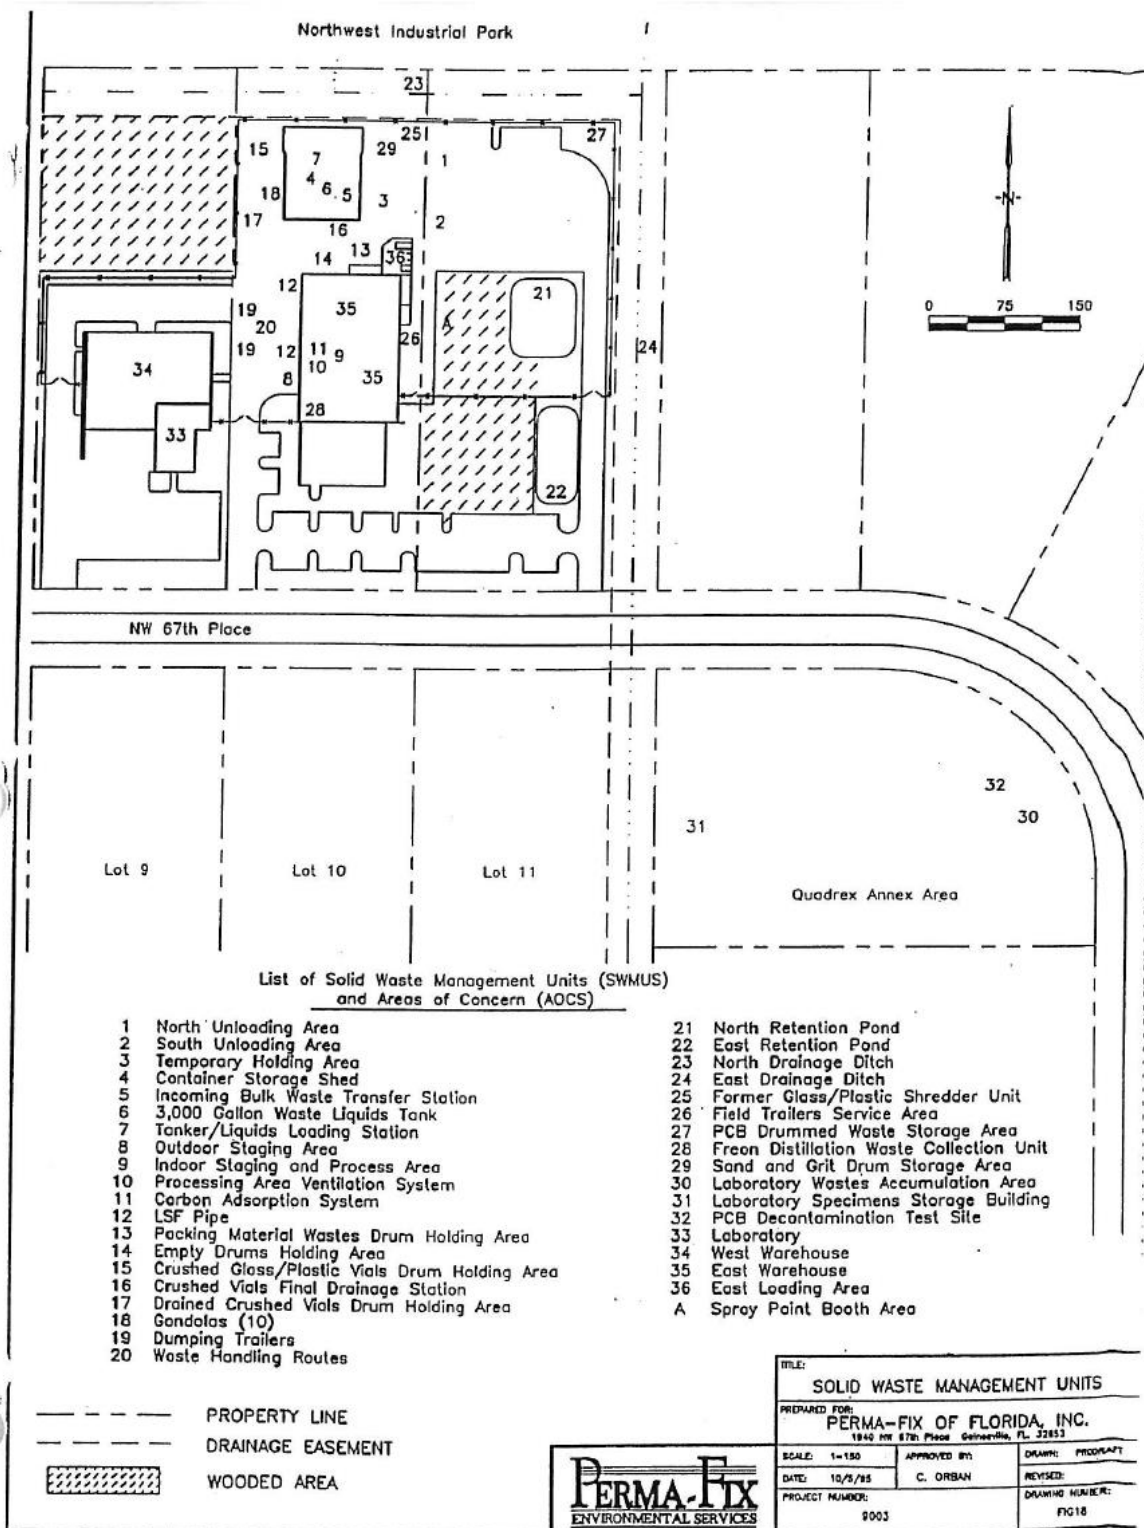 Northwest Industrial Park
23
25
27
15
7
29
1
4
6
5
18
3
17
16
2
13
36
14
12
35
21
19
20
A
26
24
19
12
11
9
34
10
35
8
28
33
22
NW 67th Place
0 75 150
N
32
31
30
Lot 9
Lot 10
Lot 11
Quadrex Annex Area
List of Solid Waste Management Units (SWMUS)
and Areas of Concern (AOCS)
1 North Unloading Area
2 South Unloading Area
3 Temporary Holding Area
4 Container Storage Shed
5 Incoming Bulk Waste Transfer Station
6 3,000 Gallon Waste Liquids Tank
7 Tanker/Liquids Loading Station
8 Outdoor Staging Area
9 Indoor Staging and Process Area
10 Processing Area Ventilation System
11 Carbon Adsorption System
12 LSF Pipe
13 Packing Material Wastes Drum Holding Area
14 Empty Drums Holding Area
15 Crushed Glass/Plastic Vials Drum Holding Area
16 Crushed Vials Final Drainage Station
17 Drained Crushed Vials Drum Holding Area
18 Gondolas (10)
19 Dumping Trailers
20 Waste Handling Routes
21 North Retention Pond
22 East Retention Pond
23 North Drainage Ditch
24 East Drainage Ditch
25 Former Glass/Plastic Shredder Unit
26 Field Trailers Service Area
27 PCB Drummed Waste Storage Area
28 Freon Distillation Waste Collection Unit
29 Sand and Grit Drum Storage Area
30 Laboratory Wastes Accumulation Area
31 Laboratory Specimens Storage Building
32 PCB Decontamination Test Site
33 Laboratory
34 West Warehouse
35 East Warehouse
36 East Loading Area
A Spray Paint Booth Area
PROPERTY LINE
DRAINAGE EASEMENT
WOODED AREA
PERMA-FIX
ENVIRONMENTAL SERVICES
TITLE:
SOLID WASTE MANAGEMENT UNITS
PREPARED FOR:
PERMA-FIX OF FLORIDA, INC.
1940 NW 67th Place Gainesville, FL. 32653
SCALE: 1=150
APPROVED BY:
C. ORBAN
DRAWN: PRODRAFT
DATE: 10/5/95
REVISED:
PROJECT NUMBER:
9003
DRAWING NUMBER:
FIG18